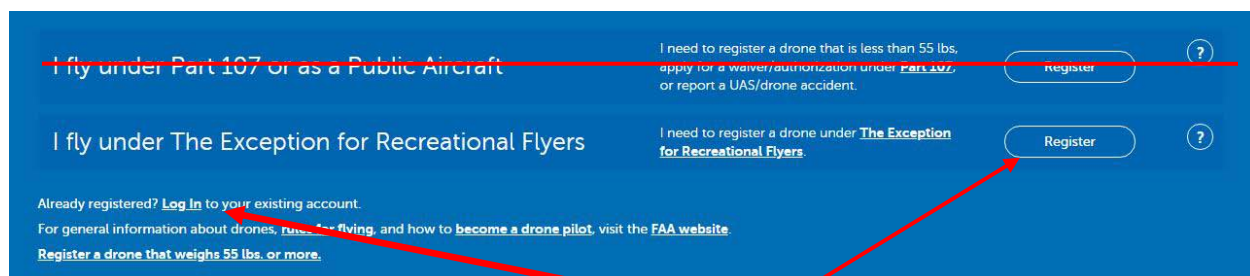 I fly under Part 107 or as a Public Aircraft
I need to register a drone that is less than 55 lbs,
apply for a waiver/authorization under Part 107,
or report a UAS/drone accident.
Register
?
I fly under The Exception for Recreational Flyers
I need to register a drone under The Exception
for Recreational Flyers.
Register
?
Already registered? Log In to your existing account.
For general information about drones, rules for flying, and how to become a drone pilot, visit the FAA website.
Register a drone that weighs 55 lbs. or more.